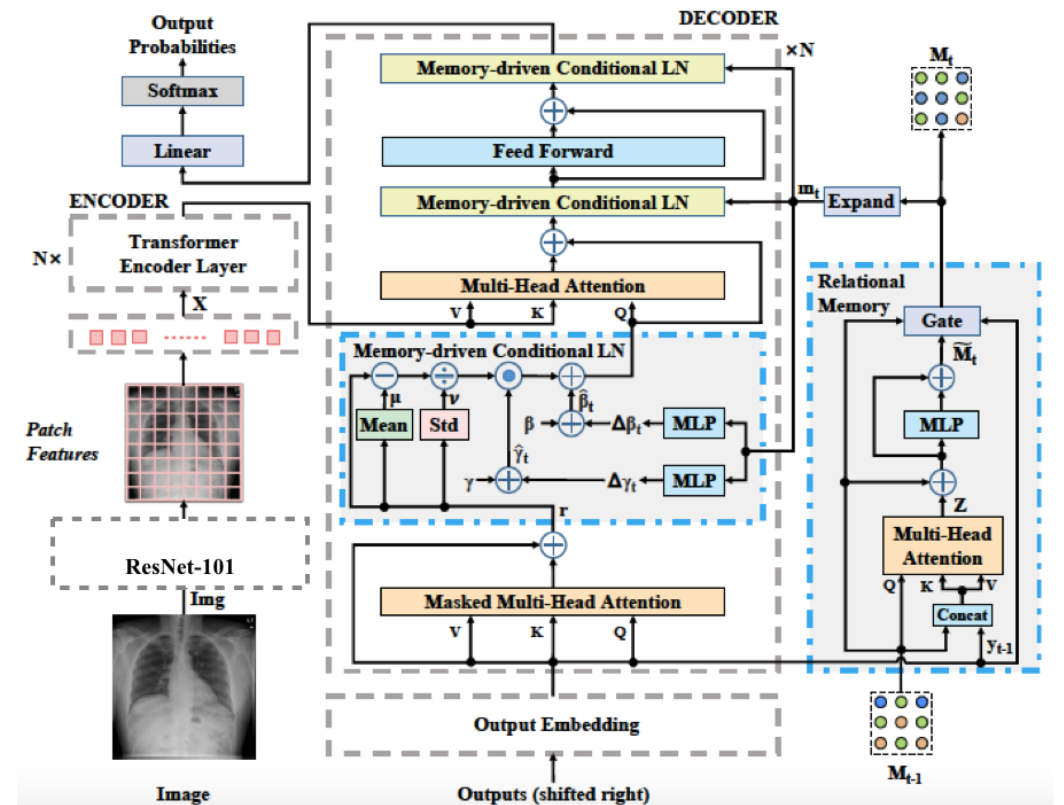 Output
Probabilities
Softmax
Linear
ENCODER
N×
Transformer
Encoder Layer
X
Patch
Features
ResNet-101
Img
Image
DECODER
×N
Memory-driven Conditional LN
Feed Forward
Memory-driven Conditional LN
Multi-Head Attention
V K Q
Memory-driven Conditional LN
μ ν
Mean Std
β β̂t Δβt MLP
γ γ̂t Δγt MLP
r
Masked Multi-Head Attention
V K Q
Output Embedding
Outputs (shifted right)
Mt
mt Expand
Relational
Memory
Gate
M̃t
MLP
Z
Multi-Head
Attention
Q K V
Concat
yt-1
Mt-1